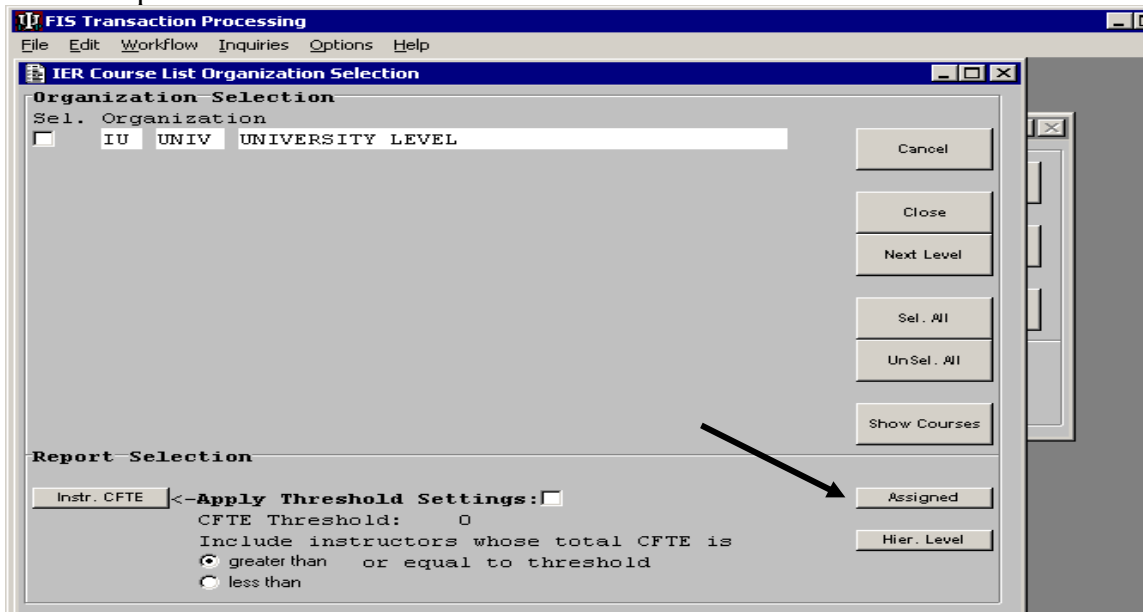 FIS Transaction Processing
File Edit Workflow Inquiries Options Help
IER Course List Organization Selection
Organization Selection
Sel. Organization
IU UNIV UNIVERSITY LEVEL
Cancel
Close
Next Level
Sel. All
UnSel. All
Show Courses
Report Selection
Instr. CFTE <-Apply Threshold Settings:
Assigned
CFTE Threshold: 0
Include instructors whose total CFTE is
Hier. Level
greater than or equal to threshold
less than